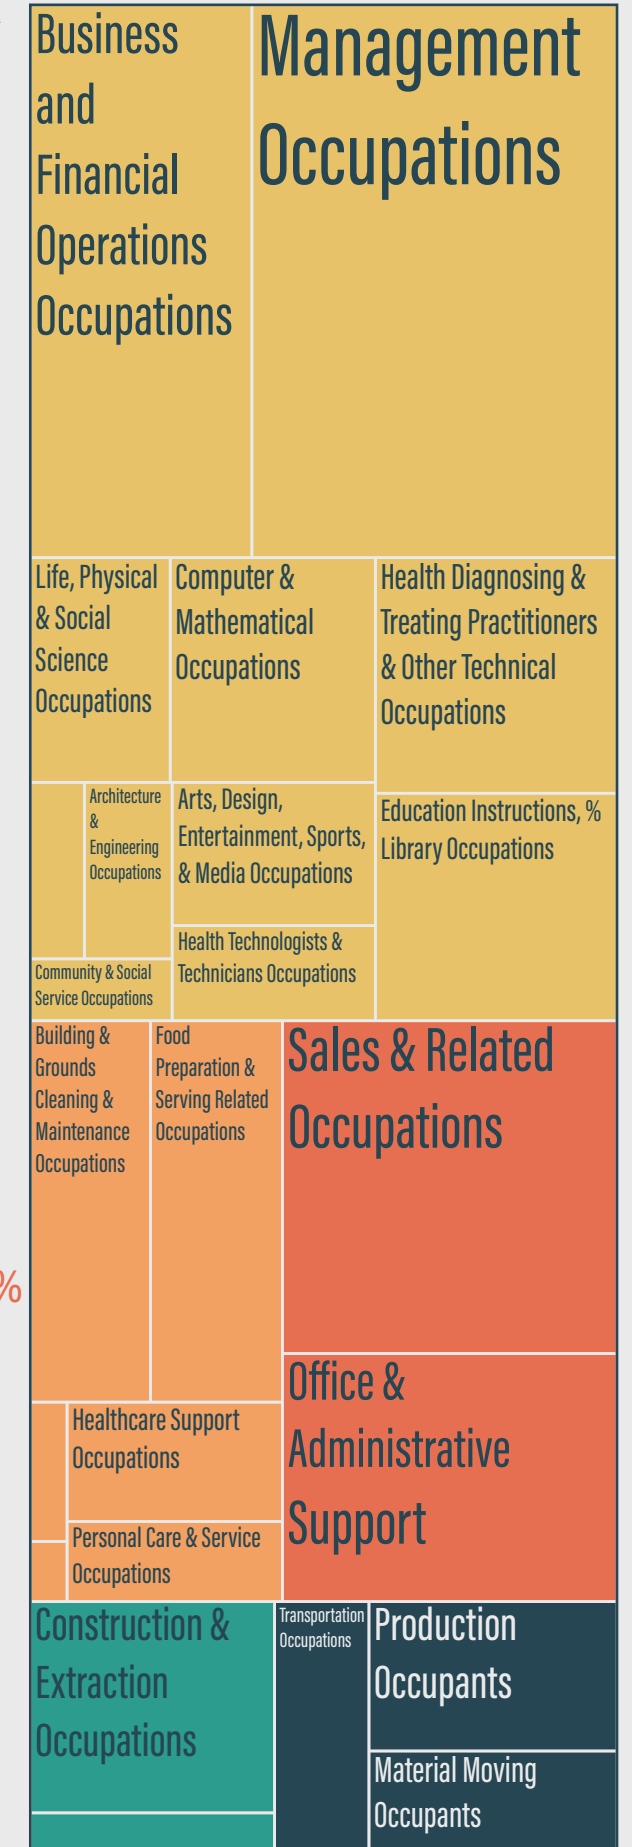 Business
and
Financial
Operations
Occupations
Management
Occupations
Life, Physical
& Social
Science
Occupations
Computer &
Mathematical
Occupations
Health Diagnosing &
Treating Practitioners
& Other Technical
Occupations
Architecture
&
Engineering
Occupations
Arts, Design,
Entertainment, Sports,
& Media Occupations
Education Instructions, %
Library Occupations
Health Technologists &
Technicians Occupations
Community & Social
Service Occupations
Building &
Grounds
Cleaning &
Maintenance
Occupations
Food
Preparation &
Serving Related
Occupations
Sales & Related
Occupations
%
Office &
Administrative
Support
Healthcare Support
Occupations
Personal Care & Service
Occupations
Construction &
Extraction
Occupations
Transportation
Occupations
Production
Occupants
Material Moving
Occupants